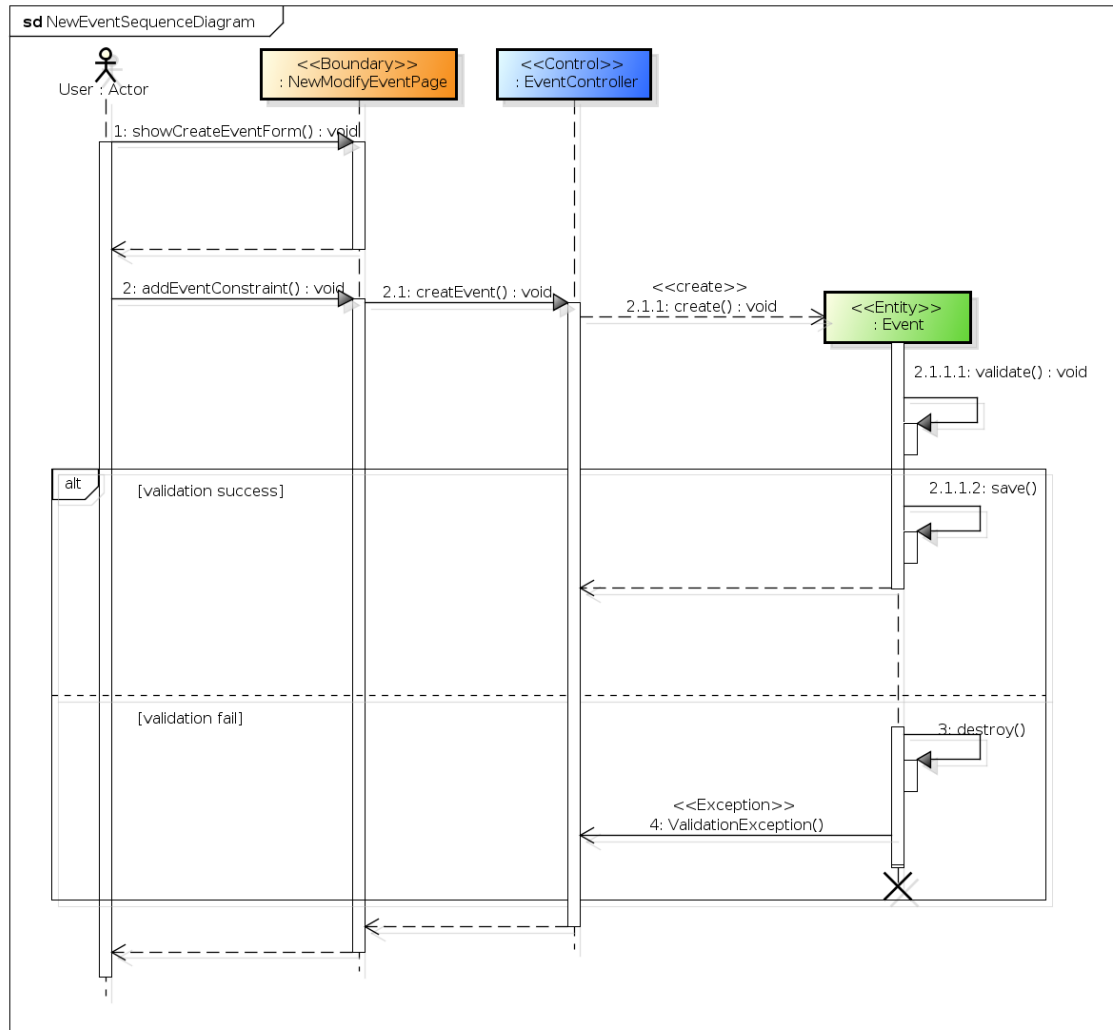 sd NewEventSequenceDiagram
User : Actor
<<Boundary>>
: NewModifyEventPage
<<Control>>
: EventController
1: showCreateEventForm() : void
2: addEventConstraint() : void
2.1: creatEvent() : void
<<create>>
2.1.1: create() : void
<<Entity>>
: Event
2.1.1.1: validate() : void
alt
[validation success]
2.1.1.2: save()
[validation fail]
3: destroy()
<<Exception>>
4: ValidationException()